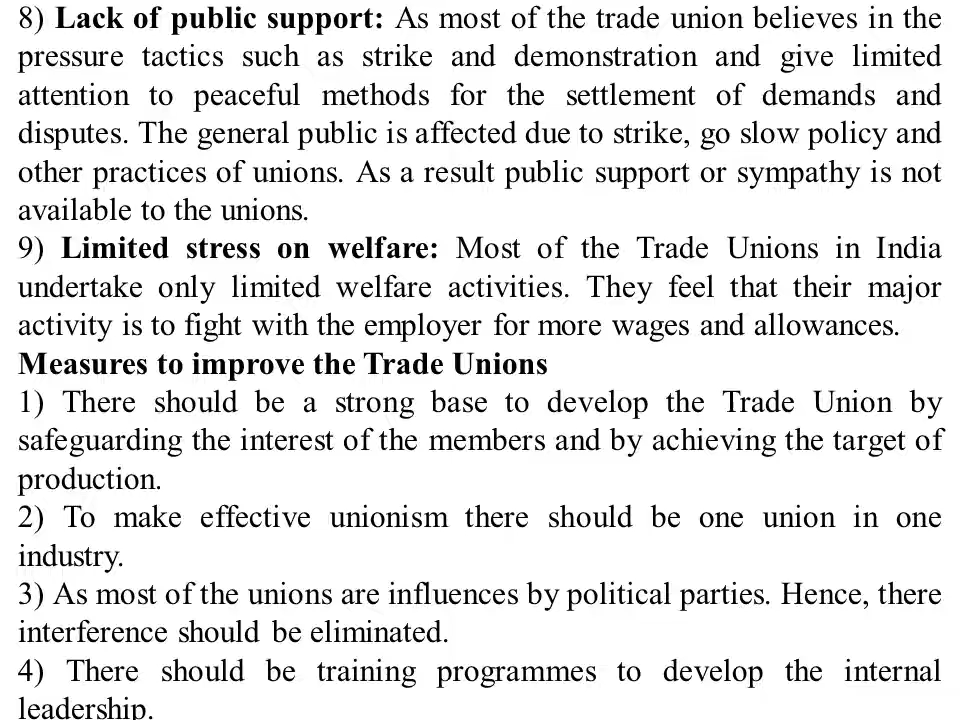 8) Lack of public support: As most of the trade union believes in the
pressure tactics such as strike and demonstration and give limited
attention to peaceful methods for the settlement of demands and
disputes. The general public is affected due to strike, go slow policy and
other practices of unions. As a result public support or sympathy is not
available to the unions.
9) Limited stress on welfare: Most of the Trade Unions in India
undertake only limited welfare activities. They feel that their major
activity is to fight with the employer for more wages and allowances.
Measures to improve the Trade Unions
1) There should be a strong base to develop the Trade Union by
safeguarding the interest of the members and by achieving the target of
production.
2) To make effective unionism there should be one union in one
industry.
3) As most of the unions are influences by political parties. Hence, there
interference should be eliminated.
4) There should be training programmes to develop the internal
leadership.